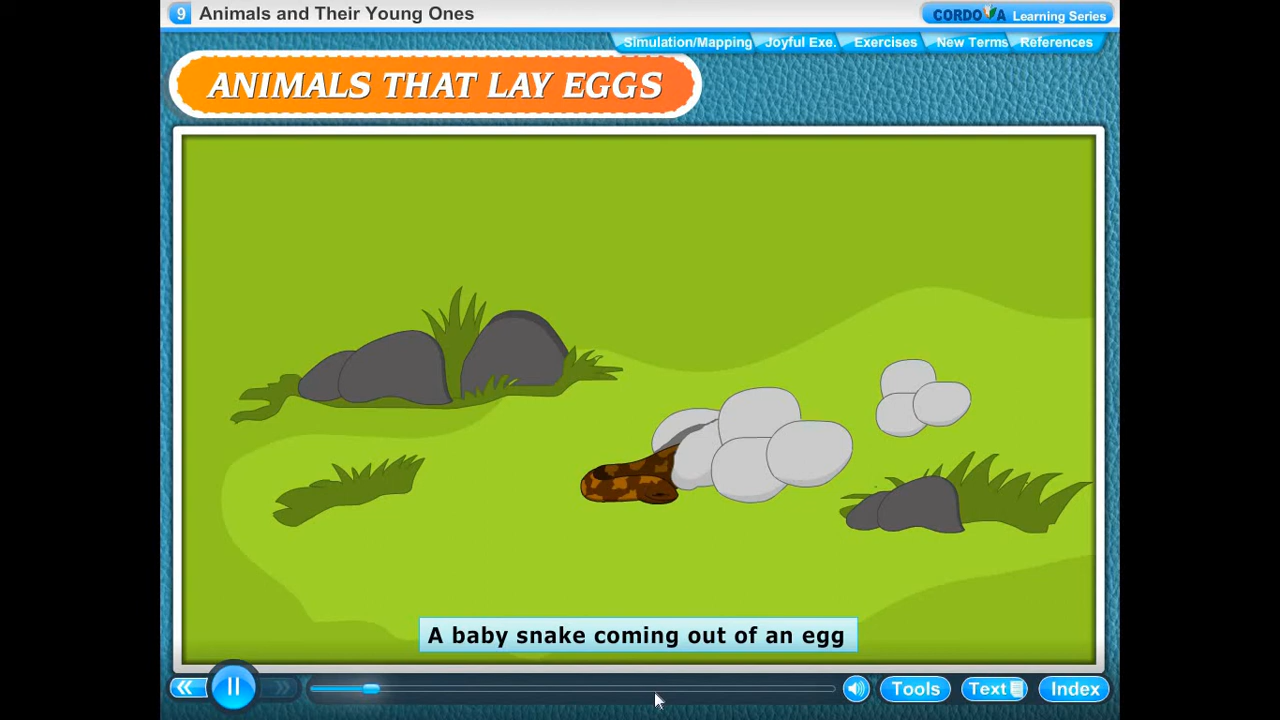 9 Animals and Their Young Ones
CORDOVA Learning Series
Simulation/Mapping Joyful Exe. Exercises New Terms References
ANIMALS THAT LAY EGGS
A baby snake coming out of an egg
Tools Text Index